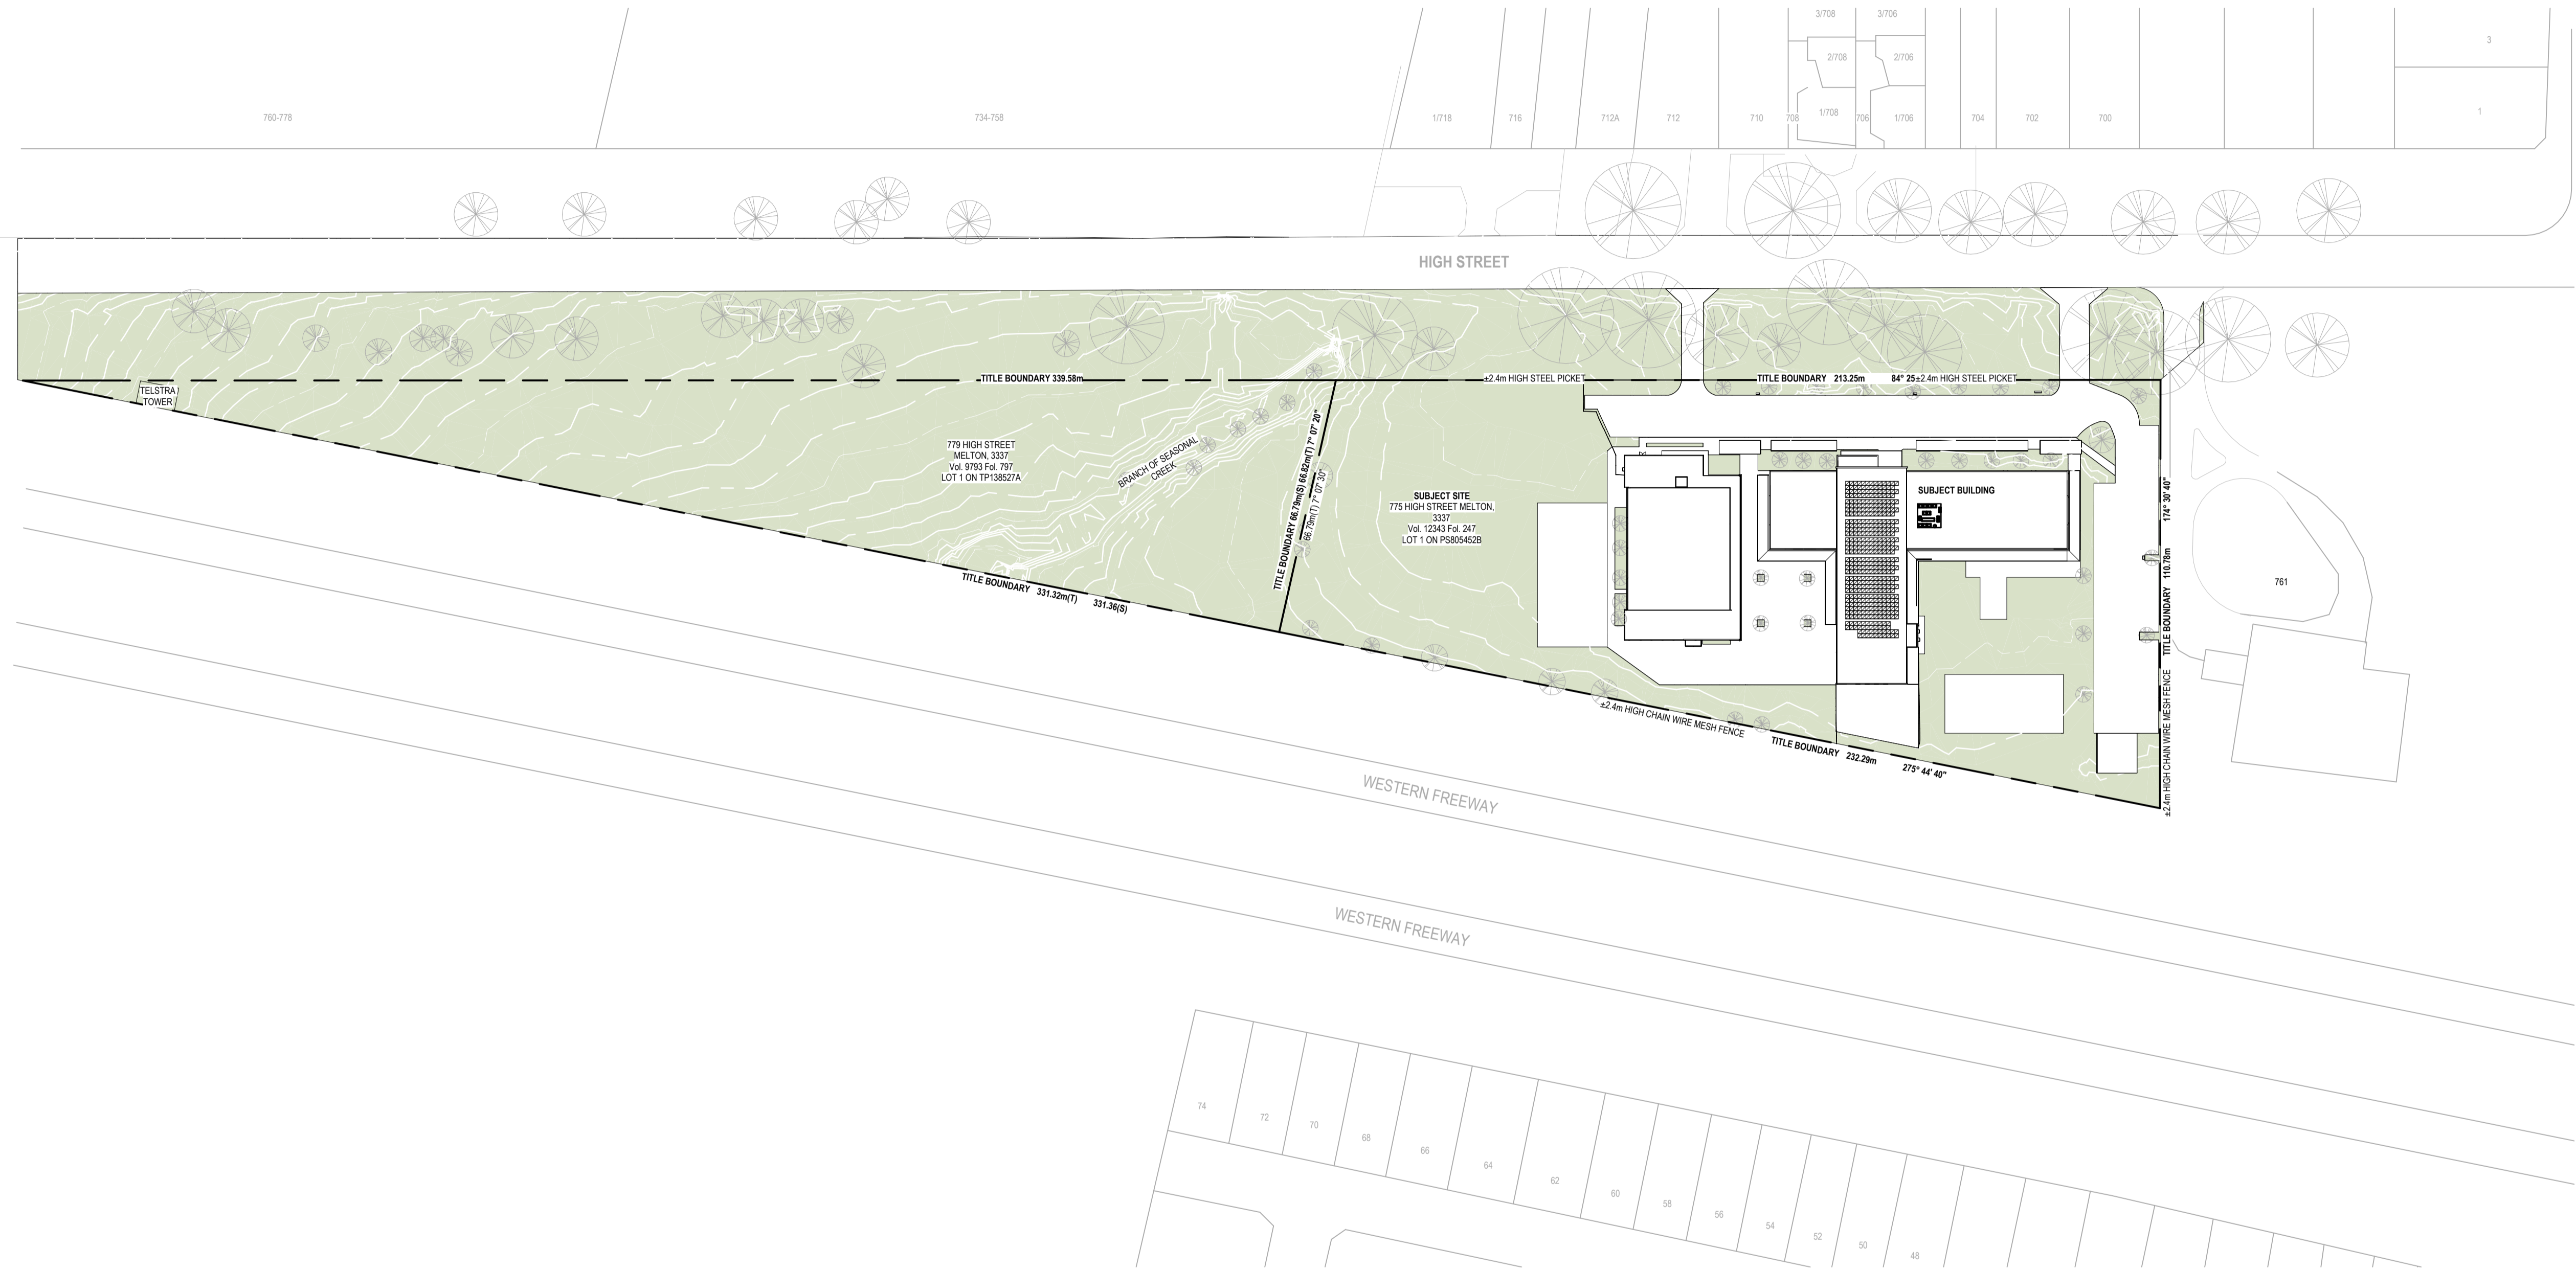 3/708
3/706
3
2/708
2/706
760-778
734-758
1/718
716
712A
712
710
708
1/708
706
1/706
704
702
700
1
HIGH STREET
TITLE BOUNDARY 339.58m
±2.4m HIGH STEEL PICKET
TITLE BOUNDARY 213.25m
84° 25
±2.4m HIGH STEEL PICKET
TELSTRA
TOWER
779 HIGH STREET
MELTON, 3337
Vol. 9793 Fol. 797
LOT 1 ON TP138527A
BRANCH OF SEASONAL
CREEK
TITLE BOUNDARY 66.79m(S) 66.82m(T) 7° 07' 20"
66.79m(T) 7° 07' 30"
SUBJECT SITE
775 HIGH STREET MELTON,
3337
Vol. 12343 Fol. 247
LOT 1 ON PS805452B
SUBJECT BUILDING
TITLE BOUNDARY 110.78m 174° 30' 40"
±2.4m HIGH CHAIN WIRE MESH FENCE
761
TITLE BOUNDARY 331.32m(T) 331.36(S)
±2.4m HIGH CHAIN WIRE MESH FENCE
TITLE BOUNDARY 232.29m 275° 44' 40"
WESTERN FREEWAY
WESTERN FREEWAY
74
72
70
68
66
64
62
60
58
56
54
52
50
48